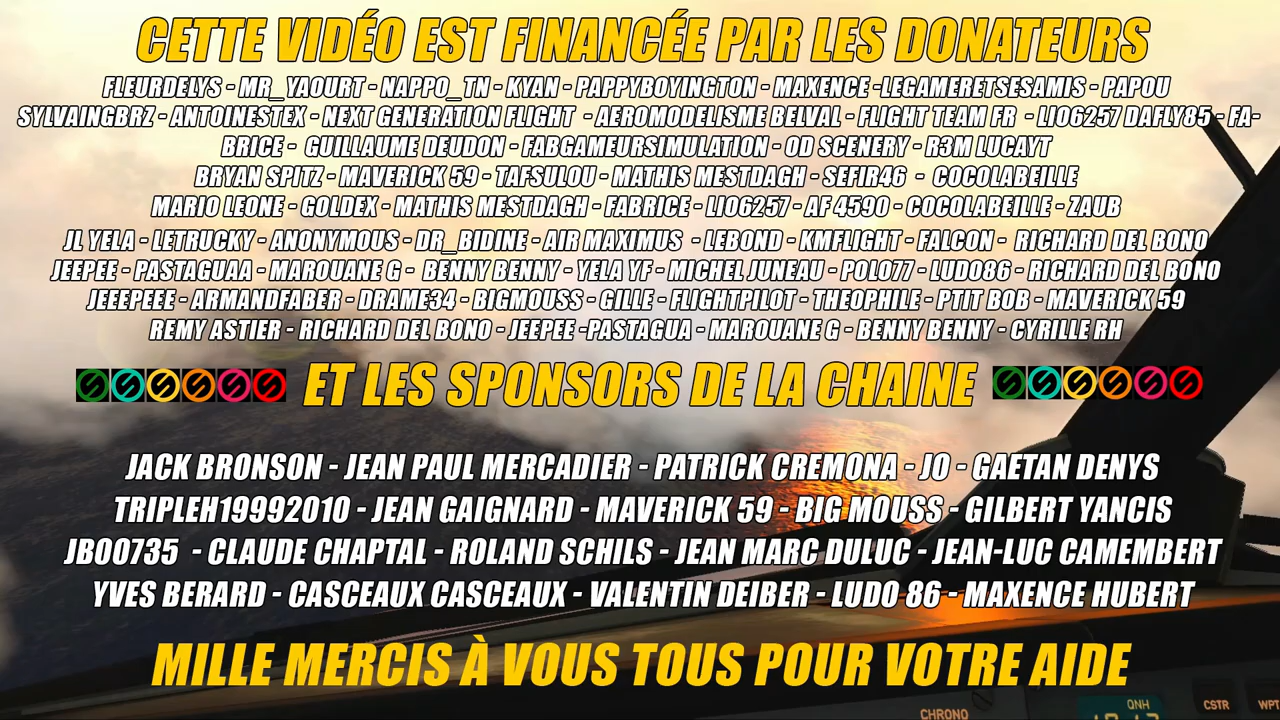 CETTE VIDÉO EST FINANCÉE PAR LES DONATEURS
FLEURDELYS - MR_YAOURT - NAPPO_TN - KYAN - PAPPYBOYINGTON - MAXENCE -LEGAMERETSESAMIS - PAPOU
SYLVAINGBRZ - ANTOINESTEX - NEXT GENERATION FLIGHT - AEROMODELISME BELVAL - FLIGHT TEAM FR - LIO6257 DAFLY85 - FA-
BRICE - GUILLAUME DEUDON - FABGAMEURSIMULATION - OD SCENERY - R3M LUCAYT
BRYAN SPITZ - MAVERICK 59 - TAFSULOU - MATHIS MESTDAGH - SEFIR46 - COCOLABEILLE
MARIO LEONE - GOLDEX - MATHIS MESTDAGH - FABRICE - LIO6257 - AF 4590 - COCOLABEILLE - ZAUB
JL YELA - LETRUCKY - ANONYMOUS - DR_BIDINE - AIR MAXIMUS - LEBOND - KMFLIGHT - FALCON - RICHARD DEL BONO
JEEPEE - PASTAGUAA - MAROUANE G - BENNY BENNY - YELA YF - MICHEL JUNEAU - POLO77 - LUDO86 - RICHARD DEL BONO
JEEEPEEE - ARMANDFABER - DRAME34 - BIGMOUSS - GILLE - FLIGHTPILOT - THEOPHILE - PTIT BOB - MAVERICK 59
REMY ASTIER - RICHARD DEL BONO - JEEPEE -PASTAGUA - MAROUANE G - BENNY BENNY - CYRILLE RH
ET LES SPONSORS DE LA CHAINE
JACK BRONSON - JEAN PAUL MERCADIER - PATRICK CREMONA - JO - GAETAN DENYS
TRIPLEH19992010 - JEAN GAIGNARD - MAVERICK 59 - BIG MOUSS - GILBERT YANCIS
JB00735 - CLAUDE CHAPTAL - ROLAND SCHILS - JEAN MARC DULUC - JEAN-LUC CAMEMBERT
YVES BERARD - CASCEAUX CASCEAUX - VALENTIN DEIBER - LUDO 86 - MAXENCE HUBERT
MILLE MERCIS À VOUS TOUS POUR VOTRE AIDE
CHRONO QNH CSTR WPT